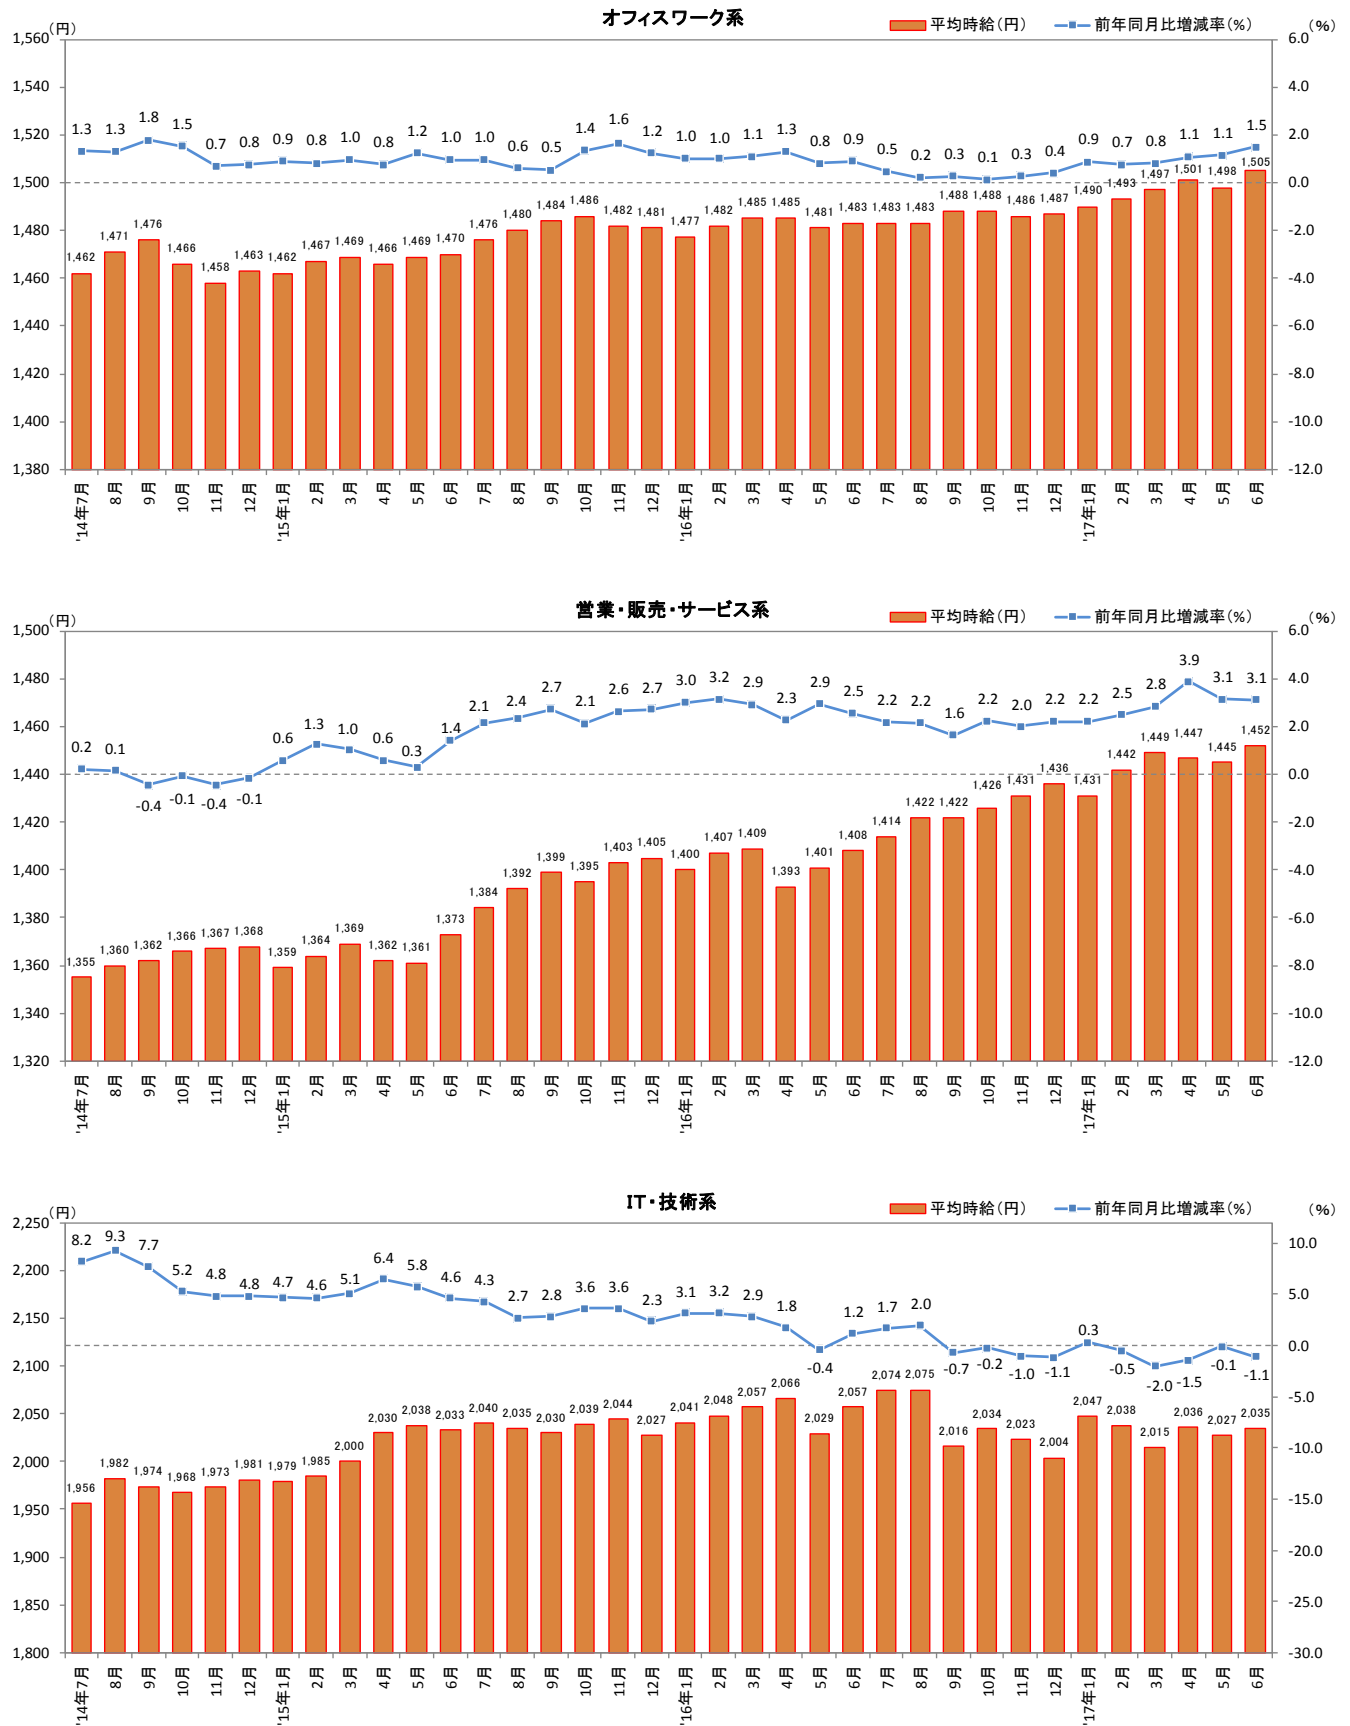 オフィスワーク系
(円) 平均時給(円) 前年同月比増減率(%) (%)
1,560 6.0
1,540 4.0
1,520 2.0
1,500 0.0
1,480 -2.0
1,460 -4.0
1,440 -6.0
1,420 -8.0
1,400 -10.0
1,380 -12.0
1.3 1.3 1.8 1.5 0.7 0.8 0.9 0.8 1.0 0.8 1.2 1.0 1.0 0.6 0.5 1.4 1.6 1.2 1.0 1.0 1.1 1.3 0.8 0.9 0.5 0.2 0.3 0.1 0.3 0.4 0.9 0.7 0.8 1.1 1.1 1.5
1,462 1,471 1,476 1,466 1,458 1,463 1,462 1,467 1,469 1,466 1,469 1,470 1,476 1,480 1,484 1,486 1,482 1,481 1,477 1,482 1,485 1,485 1,481 1,483 1,483 1,483 1,488 1,488 1,486 1,487 1,490 1,493 1,497 1,501 1,498 1,505
'14年7月 8月 9月 10月 11月 12月 '15年1月 2月 3月 4月 5月 6月 7月 8月 9月 10月 11月 12月 '16年1月 2月 3月 4月 5月 6月 7月 8月 9月 10月 11月 12月 '17年1月 2月 3月 4月 5月 6月
営業・販売・サービス系
(円) 平均時給(円) 前年同月比増減率(%) (%)
1,500 6.0
1,480 4.0
1,460 2.0
1,440 0.0
1,420 -2.0
1,400 -4.0
1,380 -6.0
1,360 -8.0
1,340 -10.0
1,320 -12.0
0.2 0.1 -0.4 -0.1 -0.4 -0.1 0.6 1.3 1.0 0.6 0.3 1.4 2.1 2.4 2.7 2.1 2.6 2.7 3.0 3.2 2.9 2.3 2.9 2.5 2.2 2.2 1.6 2.2 2.0 2.2 2.2 2.5 2.8 3.9 3.1 3.1
1,355 1,360 1,362 1,366 1,367 1,368 1,359 1,364 1,369 1,362 1,361 1,373 1,384 1,392 1,399 1,395 1,403 1,405 1,400 1,407 1,409 1,393 1,401 1,408 1,414 1,422 1,422 1,426 1,431 1,436 1,431 1,442 1,449 1,447 1,445 1,452
'14年7月 8月 9月 10月 11月 12月 '15年1月 2月 3月 4月 5月 6月 7月 8月 9月 10月 11月 12月 '16年1月 2月 3月 4月 5月 6月 7月 8月 9月 10月 11月 12月 '17年1月 2月 3月 4月 5月 6月
IT・技術系
(円) 平均時給(円) 前年同月比増減率(%) (%)
2,250
2,200
2,150
2,100
2,050
2,000
1,950
1,900
1,850
1,800
10.0
5.0
0.0
-5.0
-10.0
-15.0
-20.0
-25.0
-30.0
8.2 9.3 7.7 5.2 4.8 4.8 4.7 4.6 5.1 6.4 5.8 4.6 4.3 2.7 2.8 3.6 3.6 2.3 3.1 3.2 2.9 1.8 -0.4 1.2 1.7 2.0 -0.7 -0.2 -1.0 -1.1 0.3 -0.5 -2.0 -1.5 -0.1 -1.1
1,956 1,982 1,974 1,968 1,973 1,981 1,979 1,985 2,000 2,030 2,038 2,033 2,040 2,035 2,030 2,039 2,044 2,027 2,041 2,048 2,057 2,066 2,029 2,057 2,074 2,075 2,016 2,034 2,023 2,004 2,047 2,038 2,015 2,036 2,027 2,035
'14年7月 8月 9月 10月 11月 12月 '15年1月 2月 3月 4月 5月 6月 7月 8月 9月 10月 11月 12月 '16年1月 2月 3月 4月 5月 6月 7月 8月 9月 10月 11月 12月 '17年1月 2月 3月 4月 5月 6月